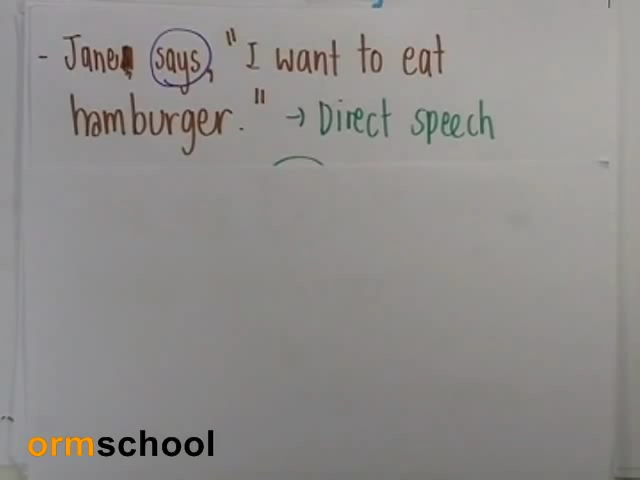 - Jane says, "I want to eat
hamburger." → Direct speech
ormschool